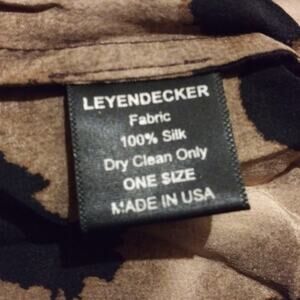 LEYENDECKER
Fabric
100% Silk
Dry Clean Only
ONE SIZE
MADE IN USA